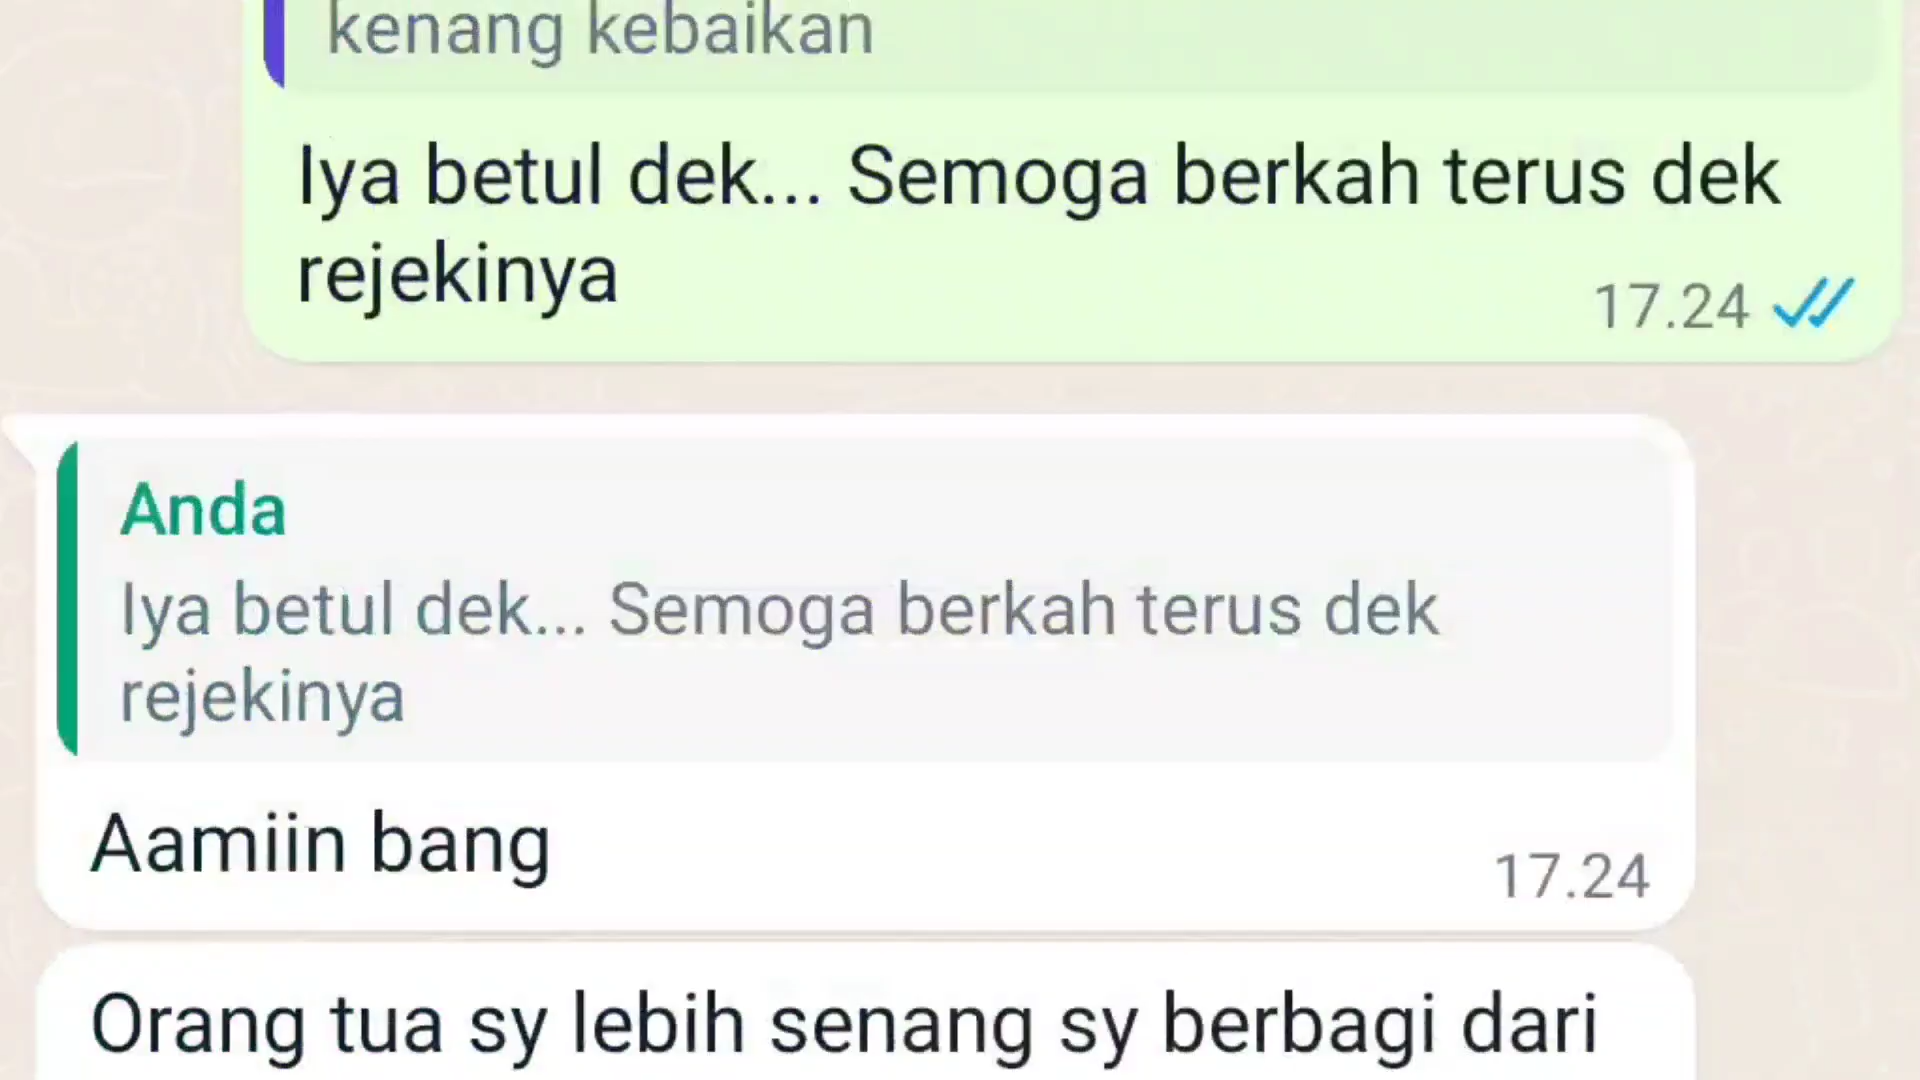 kenang kebaikan
Iya betul dek... Semoga berkah terus dek
rejekinya
17.24
Anda
Iya betul dek... Semoga berkah terus dek
rejekinya
Aamiin bang
17.24
Orang tua sy lebih senang sy berbagi dari